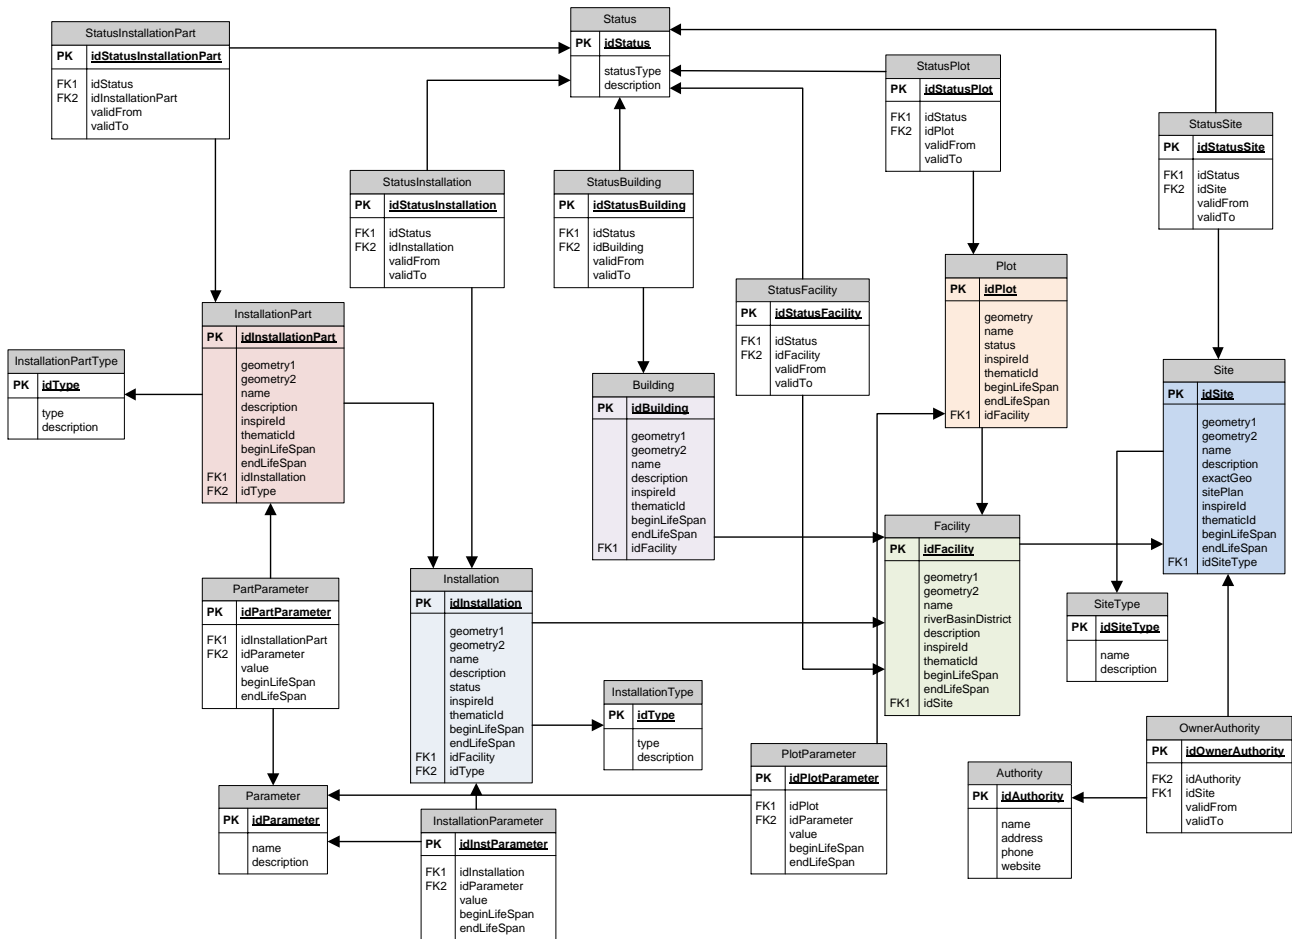 StatusInstallationPart
PK idStatusInstallationPart
FK1 idStatus
FK2 idInstallationPart
validFrom
validTo
Status
PK idStatus
statusType
description
StatusPlot
PK idStatusPlot
FK1 idStatus
FK2 idPlot
validFrom
validTo
StatusSite
PK idStatusSite
FK1 idStatus
FK2 idSite
validFrom
validTo
StatusInstallation
PK idStatusInstallation
FK1 idStatus
FK2 idInstallation
validFrom
validTo
StatusBuilding
PK idStatusBuilding
FK1 idStatus
FK2 idBuilding
validFrom
validTo
StatusFacility
PK idStatusFacility
FK1 idStatus
FK2 idFacility
validFrom
validTo
Plot
PK idPlot
geometry
name
status
inspireId
thematicId
beginLifeSpan
endLifeSpan
FK1 idFacility
InstallationPartType
PK idType
type
description
InstallationPart
PK idInstallationPart
geometry1
geometry2
name
description
inspireId
thematicId
beginLifeSpan
endLifeSpan
FK1 idInstallation
FK2 idType
Building
PK idBuilding
geometry1
geometry2
name
description
inspireId
thematicId
beginLifeSpan
endLifeSpan
FK1 idFacility
Site
PK idSite
geometry1
geometry2
name
description
exactGeo
sitePlan
inspireId
thematicId
beginLifeSpan
endLifeSpan
FK1 idSiteType
Facility
PK idFacility
geometry1
geometry2
name
riverBasinDistrict
description
inspireId
thematicId
beginLifeSpan
endLifeSpan
FK1 idSite
PartParameter
PK idPartParameter
FK1 idInstallationPart
FK2 idParameter
value
beginLifeSpan
endLifeSpan
Installation
PK idInstallation
geometry1
geometry2
name
description
status
inspireId
thematicId
beginLifeSpan
endLifeSpan
FK1 idFacility
FK2 idType
SiteType
PK idSiteType
name
description
InstallationType
PK idType
type
description
PlotParameter
PK idPlotParameter
FK1 idPlot
FK2 idParameter
value
beginLifeSpan
endLifeSpan
OwnerAuthority
PK idOwnerAuthority
FK2 idAuthority
FK1 idSite
validFrom
validTo
Authority
PK idAuthority
name
address
phone
website
Parameter
PK idParameter
name
description
InstallationParameter
PK idInstParameter
FK1 idInstallation
FK2 idParameter
value
beginLifeSpan
endLifeSpan